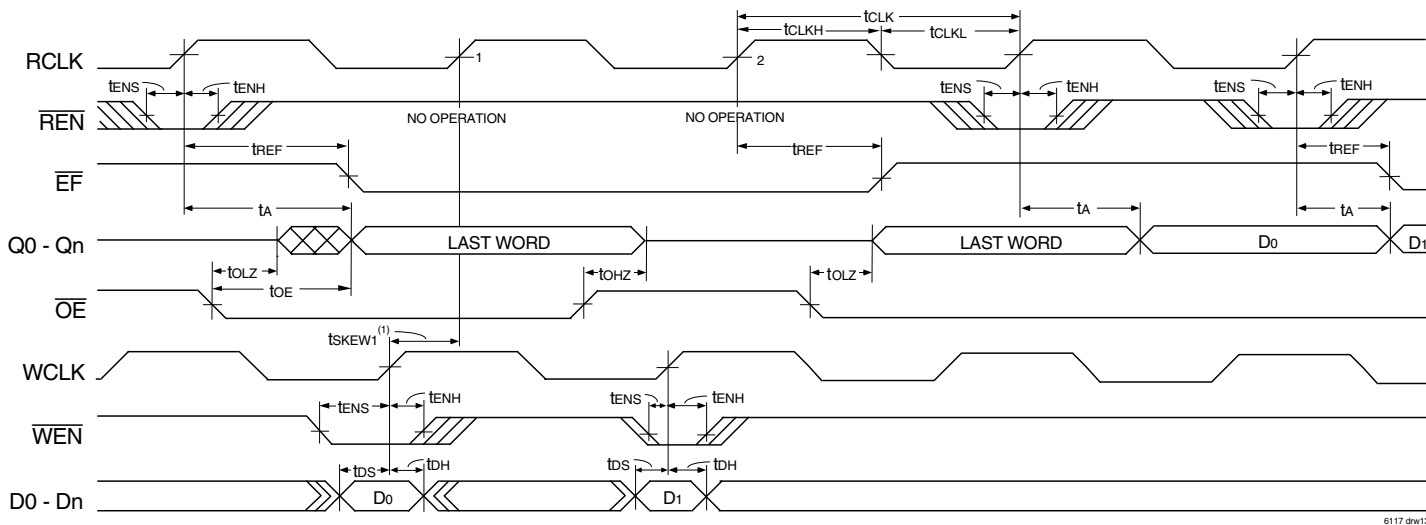 tCLK
tCLKH tCLKL
RCLK 1 2
tENS tENH tENS tENH tENS tENH
REN NO OPERATION NO OPERATION
tREF tREF tREF
EF
tA tA tA
Q0 - Qn LAST WORD LAST WORD D0 D1
tOLZ tOHZ tOLZ
tOE
OE
tSKEW1(1)
WCLK
tENS tENH tENS tENH
WEN
tDS tDH tDS tDH
D0 - Dn D0 D1